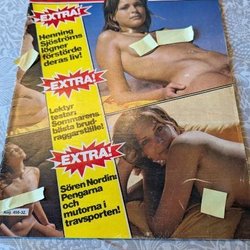 EXTRA!
Henning
Sjöströms
lögner
förstörde
deras liv!
EXTRA!
Lektyr
testar:
Sommarens
bästa brud-
raggarställe!
EXTRA!
Sören Nordin:
Pengarna
och
mutorna i
travsporten!